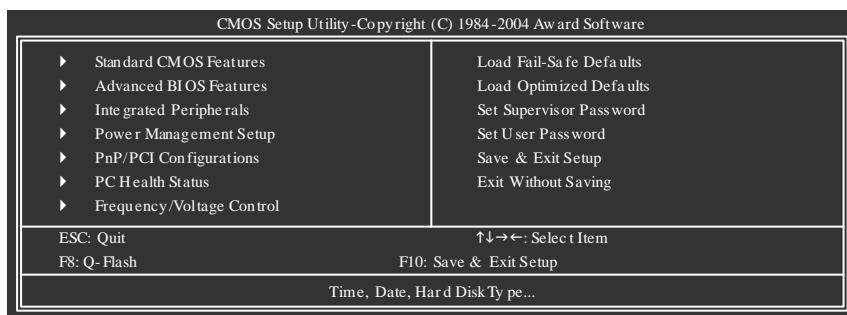 CMOS Setup Utility-Copyright (C) 1984-2004 Award Software
Standard CMOS Features
Advanced BIOS Features
Integrated Peripherals
Power Management Setup
PnP/PCI Configurations
PC Health Status
Frequency/Voltage Control
Load Fail-Safe Defaults
Load Optimized Defaults
Set Supervisor Password
Set User Password
Save & Exit Setup
Exit Without Saving
ESC: Quit ↑↓→←: Select Item
F8: Q-Flash F10: Save & Exit Setup
Time, Date, Hard Disk Type...